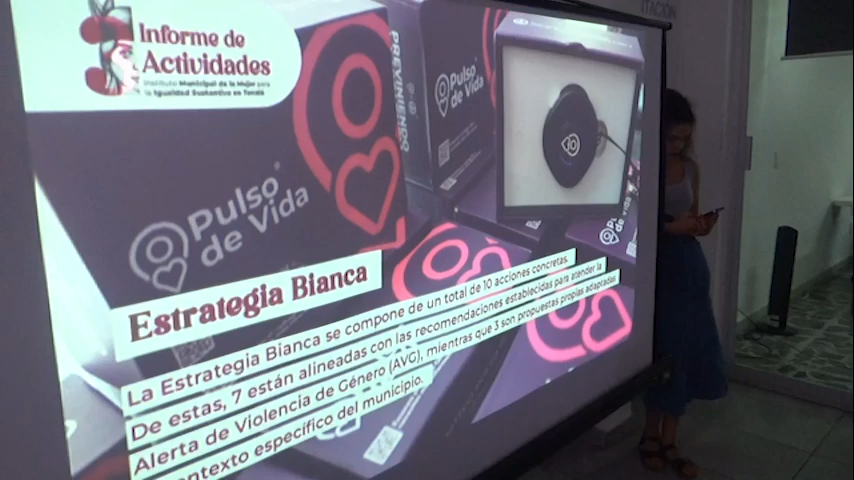 ITACIÓN
3
Informe de
Actividades
Instituto Municipal de la Mujer para
la Igualdad Sustantiva en Tonalá
PREVINIENDO
Pulso
de Vida
Pulso
de Vida
Estrategia Bianca
La Estrategia Bianca se compone de un total de 10 acciones concretas.
De estas, 7 están alineadas con las recomendaciones establecidas para atender la
Alerta de Violencia de Género (AVG), mientras que 3 son propuestas propias adaptadas
contexto específico del municipio.